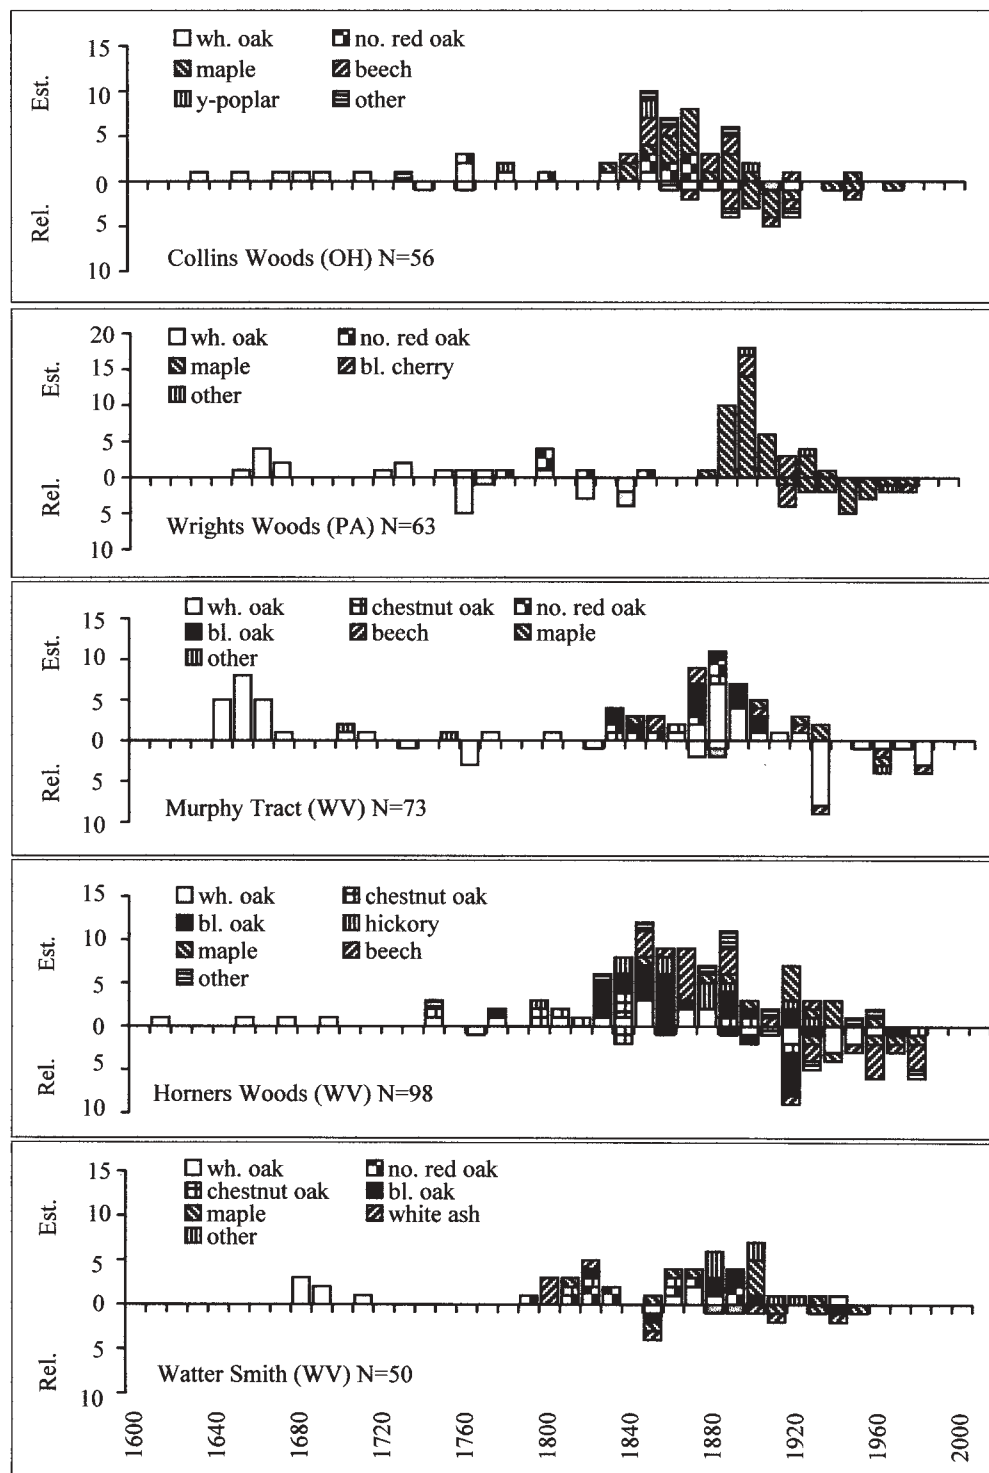 15
10
5
0
5
10
Est.
Rel.
wh. oak
no. red oak
maple
beech
y-poplar
other
Collins Woods (OH) N=56
20
15
10
5
0
5
10
Est.
Rel.
wh. oak
no. red oak
maple
bl. cherry
other
Wrights Woods (PA) N=63
15
10
5
0
5
10
Est.
Rel.
wh. oak
chestnut oak
no. red oak
bl. oak
beech
maple
other
Murphy Tract (WV) N=73
15
10
5
0
5
10
Est.
Rel.
wh. oak
chestnut oak
bl. oak
hickory
maple
beech
other
Horners Woods (WV) N=98
15
10
5
0
5
10
Est.
Rel.
wh. oak
no. red oak
chestnut oak
bl. oak
maple
white ash
other
Watter Smith (WV) N=50
1600
1640
1680
1720
1760
1800
1840
1880
1920
1960
2000